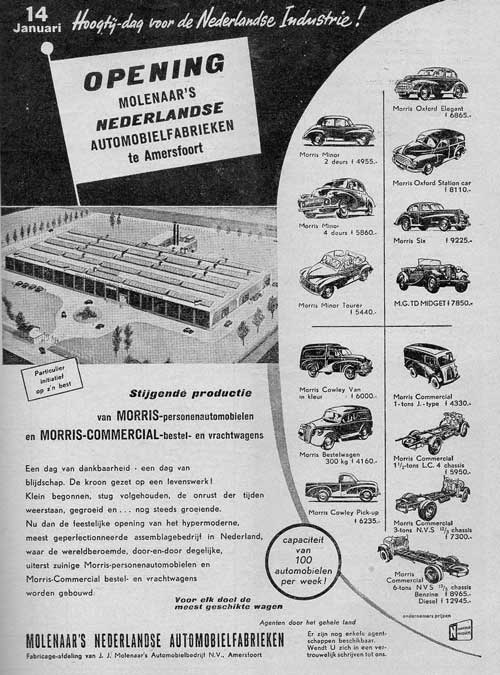 14
Januari
Hoogtij-dag voor de Nederlandse Industrie!
OPENING
MOLENAAR'S
NEDERLANDSE
AUTOMOBIELFABRIEKEN
te Amersfoort
Particulier
initiatief
op z'n best
Stijgende productie
van MORRIS-personenautomobielen
en MORRIS-COMMERCIAL-bestel- en vrachtwagens
Een dag van dankbaarheid - een dag van
blijdschap. De kroon gezet op een levenswerk!
Klein begonnen, stug volgehouden, de onrust der tijden
weerstaan, gegroeid en . . . nog steeds groeiende.
Nu dan de feestelijke opening van het hypermoderne,
meest geperfectionneerde assemblagebedrijf in Nederland,
waar de wereldberoemde, door-en-door degelijke,
uiterst zuinige Morris-personenautomobielen en
Morris-Commercial bestel- en vrachtwagens
worden gebouwd
Voor elk doel de
meest geschikte wagen
MOLENAAR'S NEDERLANDSE AUTOMOBIELFABRIEKEN
Fabricage-afdeling van J. J. Molenaar's Automobielbedrijf N.V., Amersfoort
Morris Oxford Elegant
f 6865.-
Morris Minor
2 deurs f 4955.-
Morris Oxford Station car
f 8110.-
Morris Minor
4 deurs f 5860.-
Morris Six f 9225.-
Morris Minor Tourer
f 5440.-
M.G. TD MIDGET f 7850.-
Morris Cowley Van
in kleur f 6000.-
Morris Commercial
1-tons J.-type f 4330.-
Morris Bestelwagen
300 kg f 4160.-
Morris Commercial
1½-tons L.C. 4 chassis
f 5950.-
Morris Cowley Pick-up
f 6235.-
Morris
Commercial
3-tons N.V.S chassis
f 7300.-
Morris
Commercial
6-tons NVS chassis
Benzine f 8965.-
Diesel f 12945.-
capaciteit
van
100
automobielen
per week!
ondernemersprijzen
Agenten door het gehele land
Er zijn nog enkele agent-
schappen beschikbaar.
Wendt U zich in een ver-
trouwelijk schrijven tot ons.
N